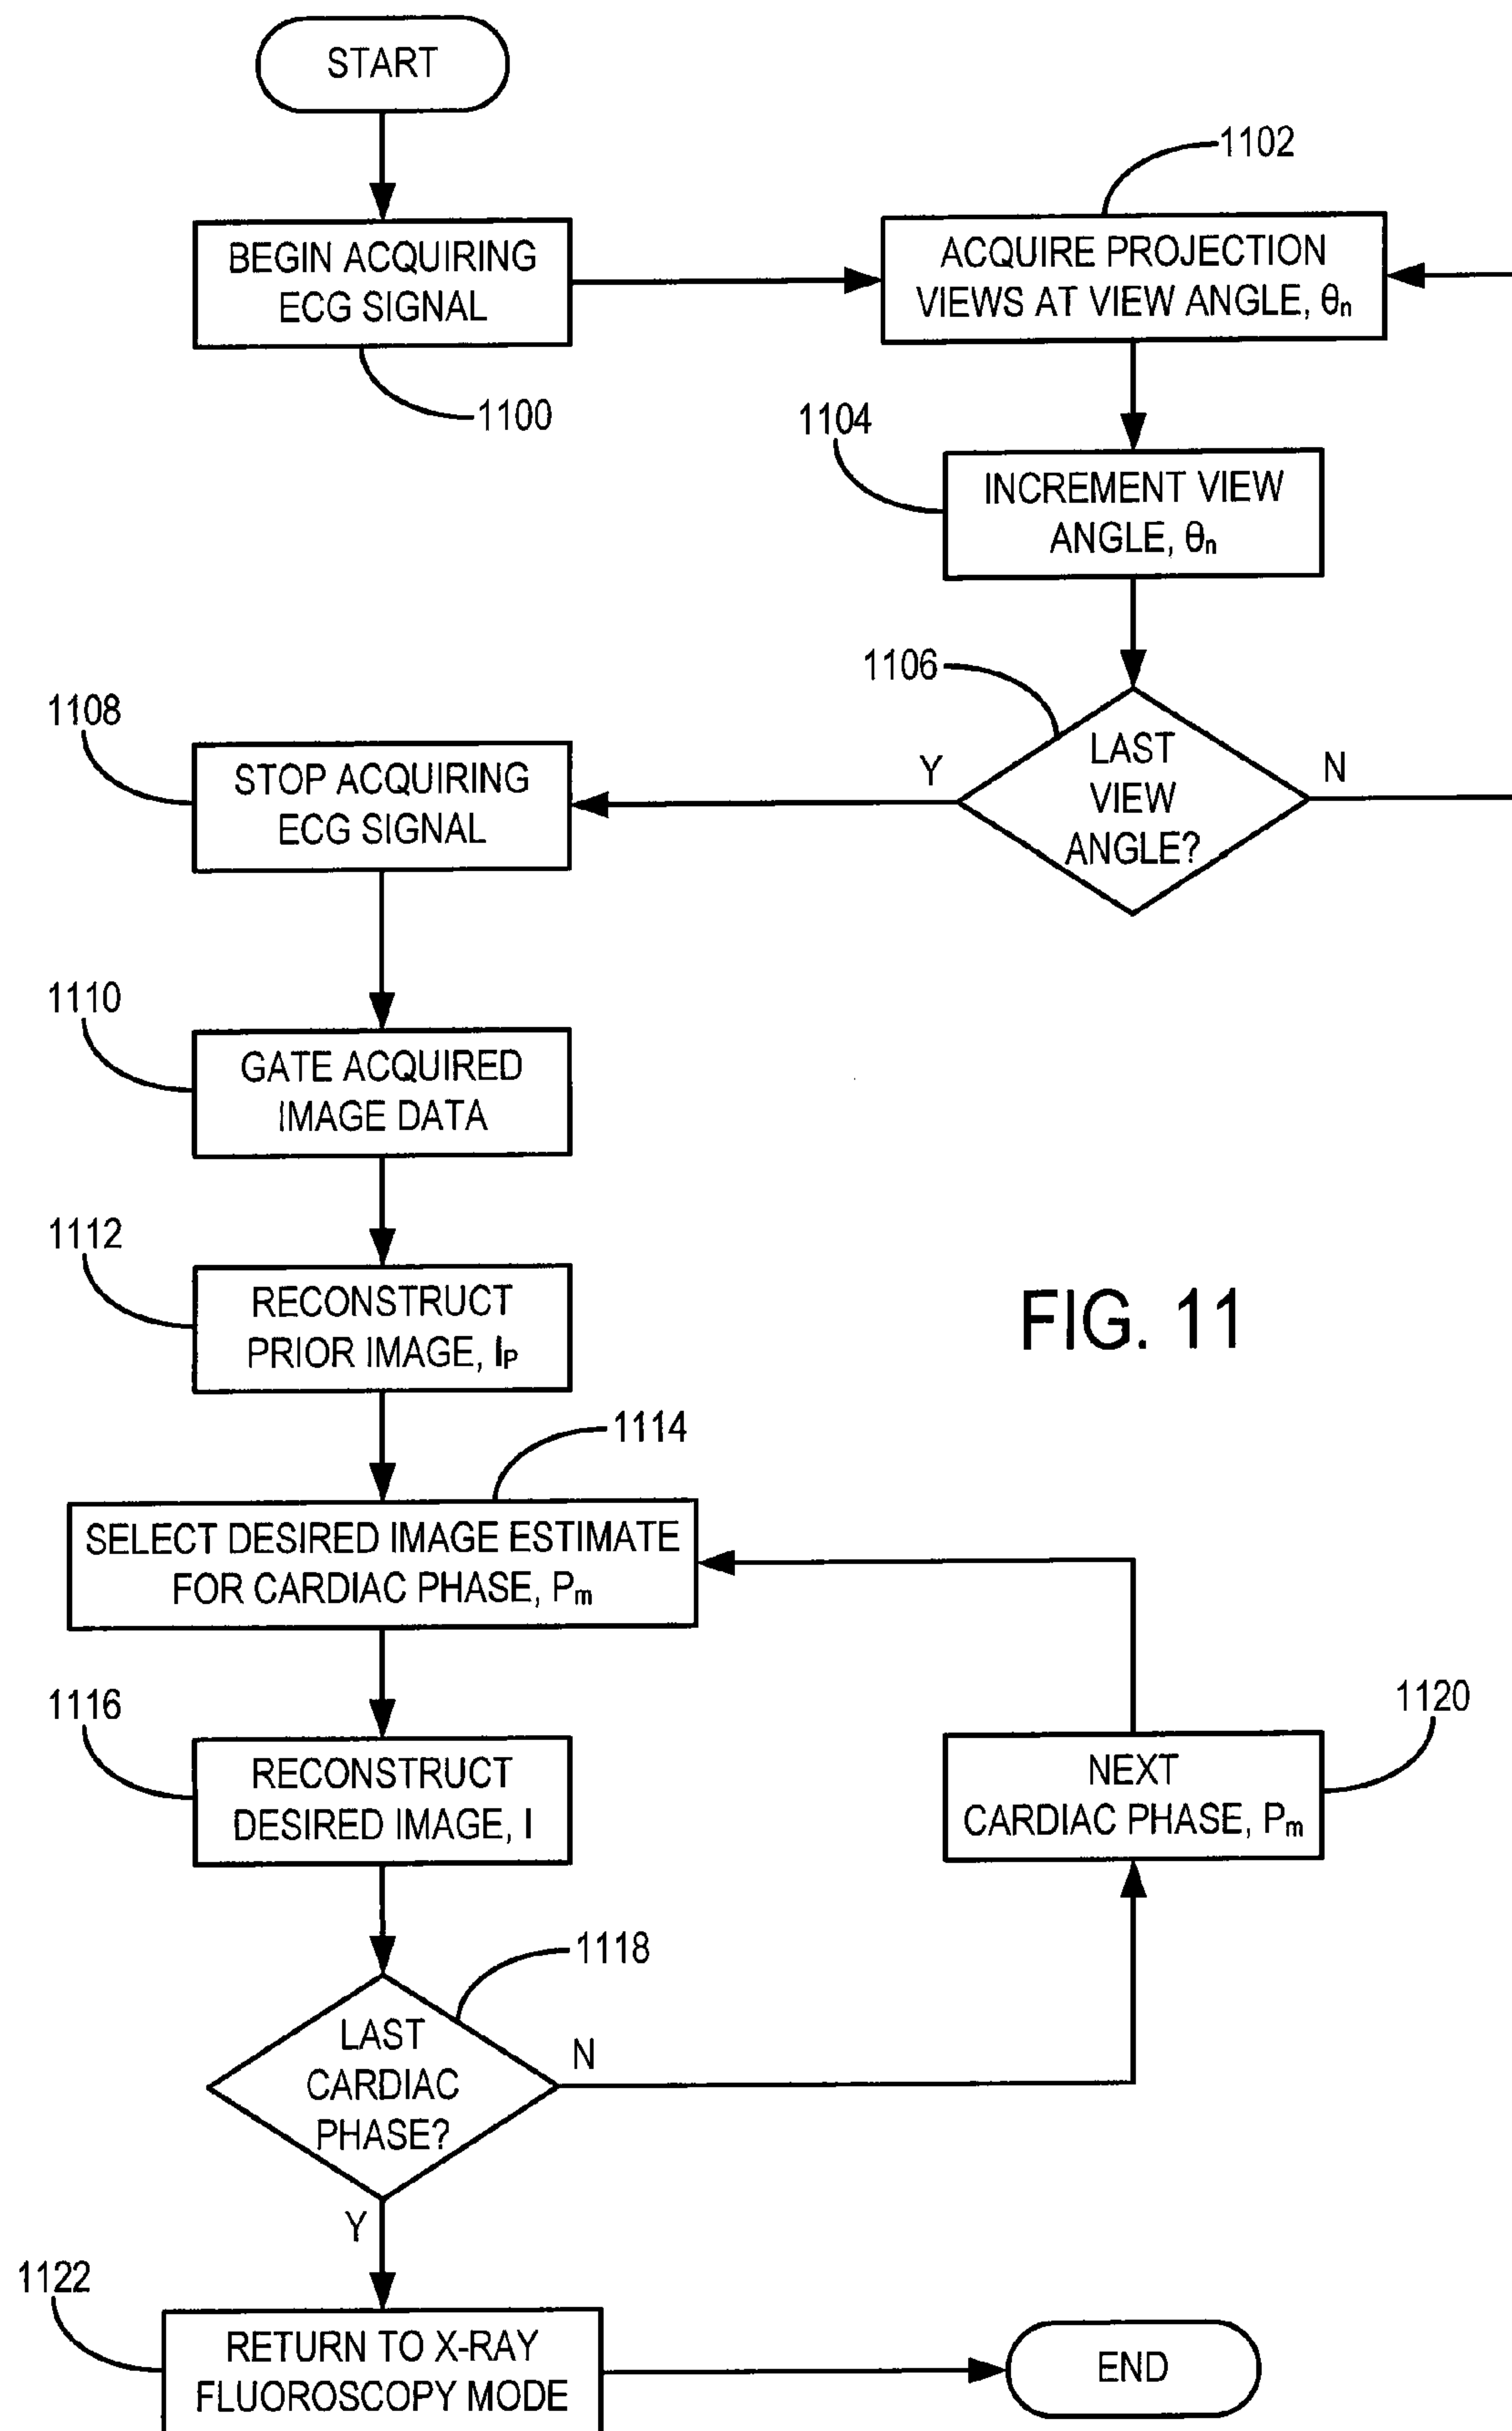 START
1102
BEGIN ACQUIRING
ECG SIGNAL
1100
ACQUIRE PROJECTION
VIEWS AT VIEW ANGLE, θn
1104
INCREMENT VIEW
ANGLE, θn
1106
LAST
VIEW
ANGLE?
Y
N
1108
STOP ACQUIRING
ECG SIGNAL
1110
GATE ACQUIRED
IMAGE DATA
1112
RECONSTRUCT
PRIOR IMAGE, IP
FIG. 11
1114
SELECT DESIRED IMAGE ESTIMATE
FOR CARDIAC PHASE, Pm
1116
RECONSTRUCT
DESIRED IMAGE, I
1120
NEXT
CARDIAC PHASE, Pm
1118
LAST
CARDIAC
PHASE?
N
Y
1122
RETURN TO X-RAY
FLUOROSCOPY MODE
END